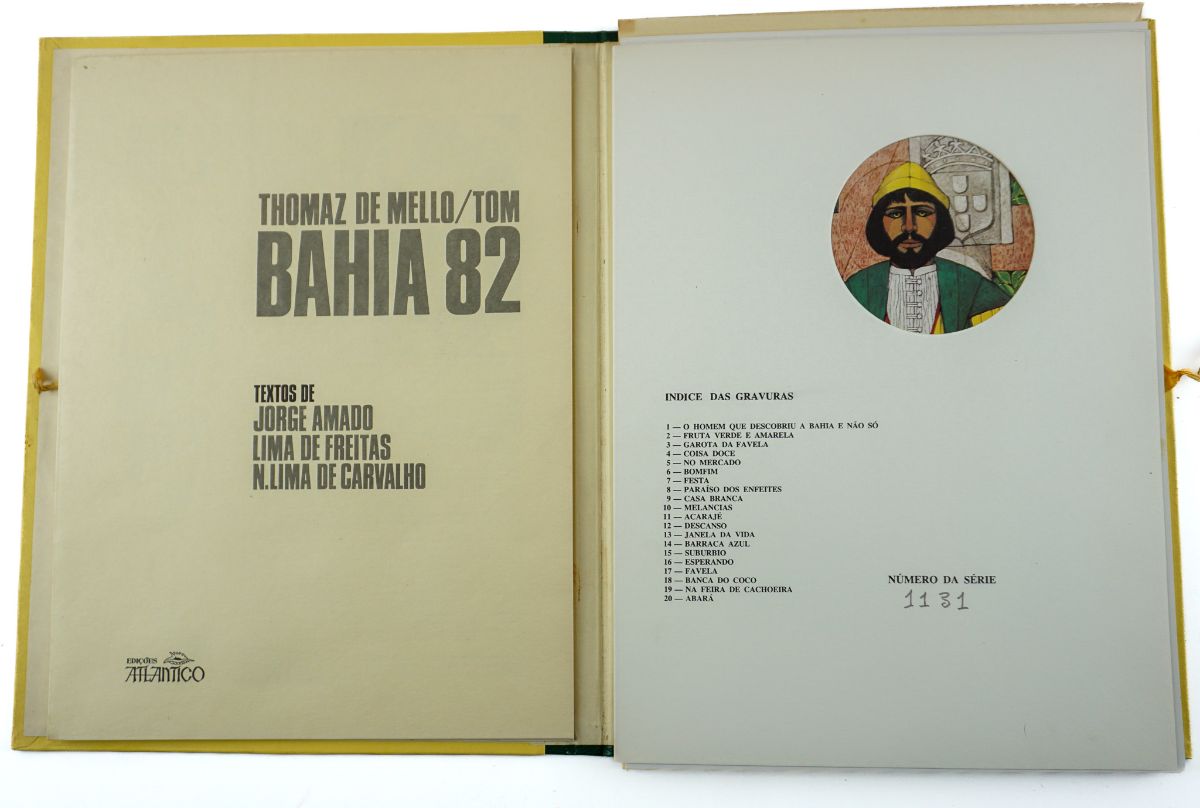 THOMAZ DE MELLO/TOM
BAHIA 82
TEXTOS DE
JORGE AMADO
LIMA DE FREITAS
N.LIMA DE CARVALHO
EDIÇÕES
ATLANTICO
INDICE DAS GRAVURAS
1 — O HOMEM QUE DESCOBRIU A BAHIA E NÃO SÓ
2 — FRUTA VERDE E AMARELA
3 — GAROTA DA FAVELA
4 — COISA DOCE
5 — NO MERCADO
6 — BOMFIM
7 — FESTA
8 — PARAÍSO DOS ENFEITES
9 — CASA BRANCA
10 — MELANCIAS
11 — ACARAJÉ
12 — DESCANSO
13 — JANELA DA VIDA
14 — BARRACA AZUL
15 — SUBURBIO
16 — ESPERANDO
17 — FAVELA
18 — BANCA DO COCO
19 — NA FEIRA DE CACHOEIRA
20 — ABARÁ
NÚMERO DA SÉRIE
1131